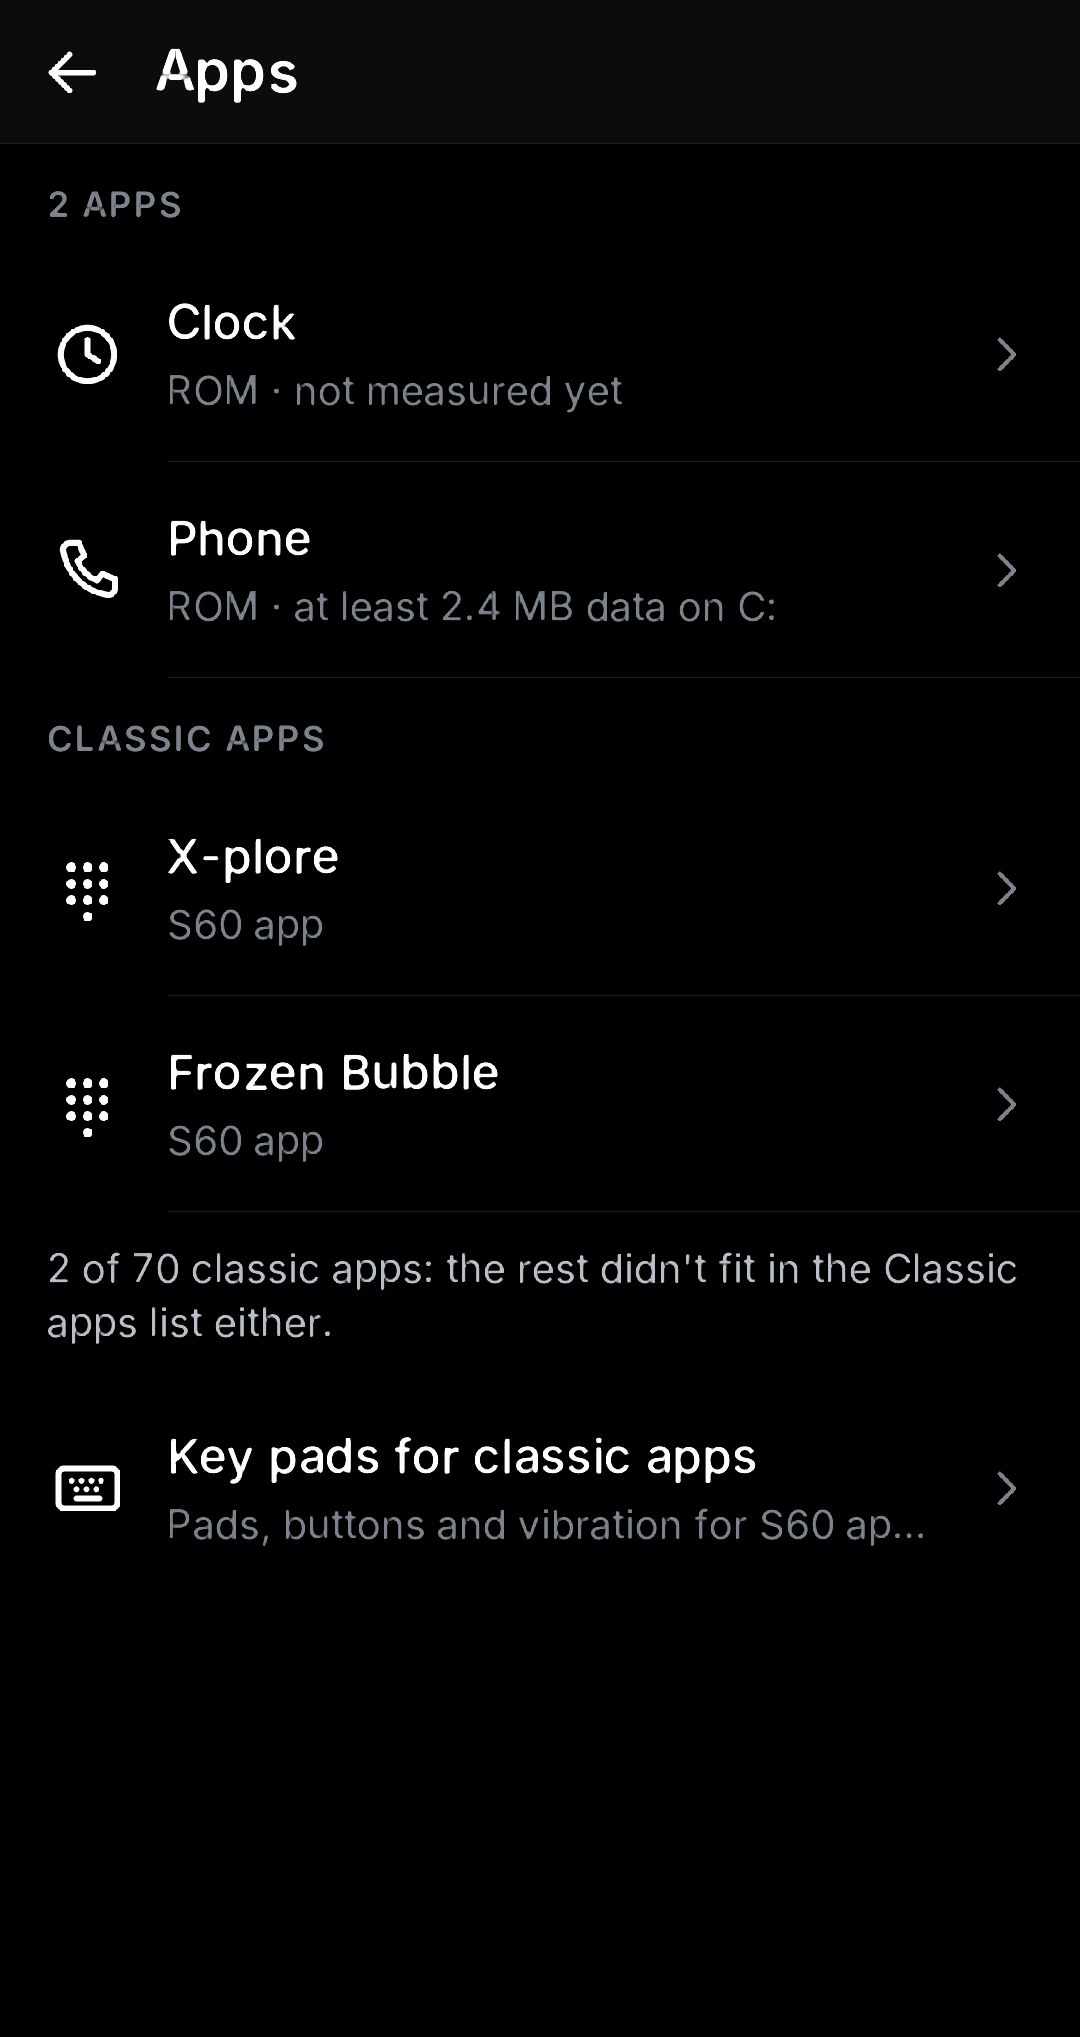 Apps
2 APPS
Clock
ROM · not measured yet
Phone
ROM · at least 2.4 MB data on C:
CLASSIC APPS
X-plore
S60 app
Frozen Bubble
S60 app
2 of 70 classic apps: the rest didn't fit in the Classic
apps list either.
Key pads for classic apps
Pads, buttons and vibration for S60 ap...